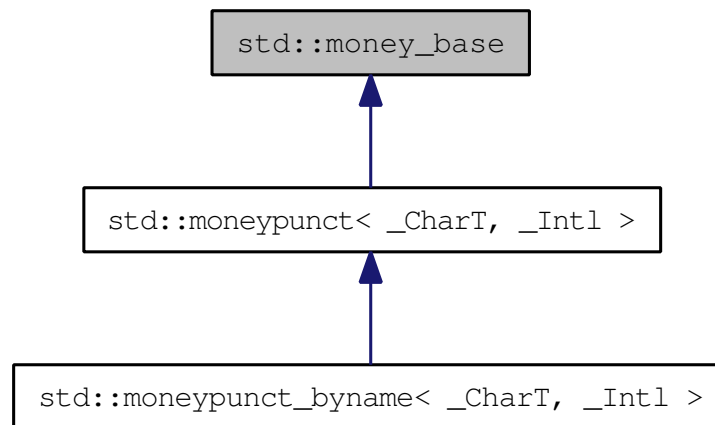 std::money_base
std::moneypunct< _CharT, _Intl >
std::moneypunct_byname< _CharT, _Intl >